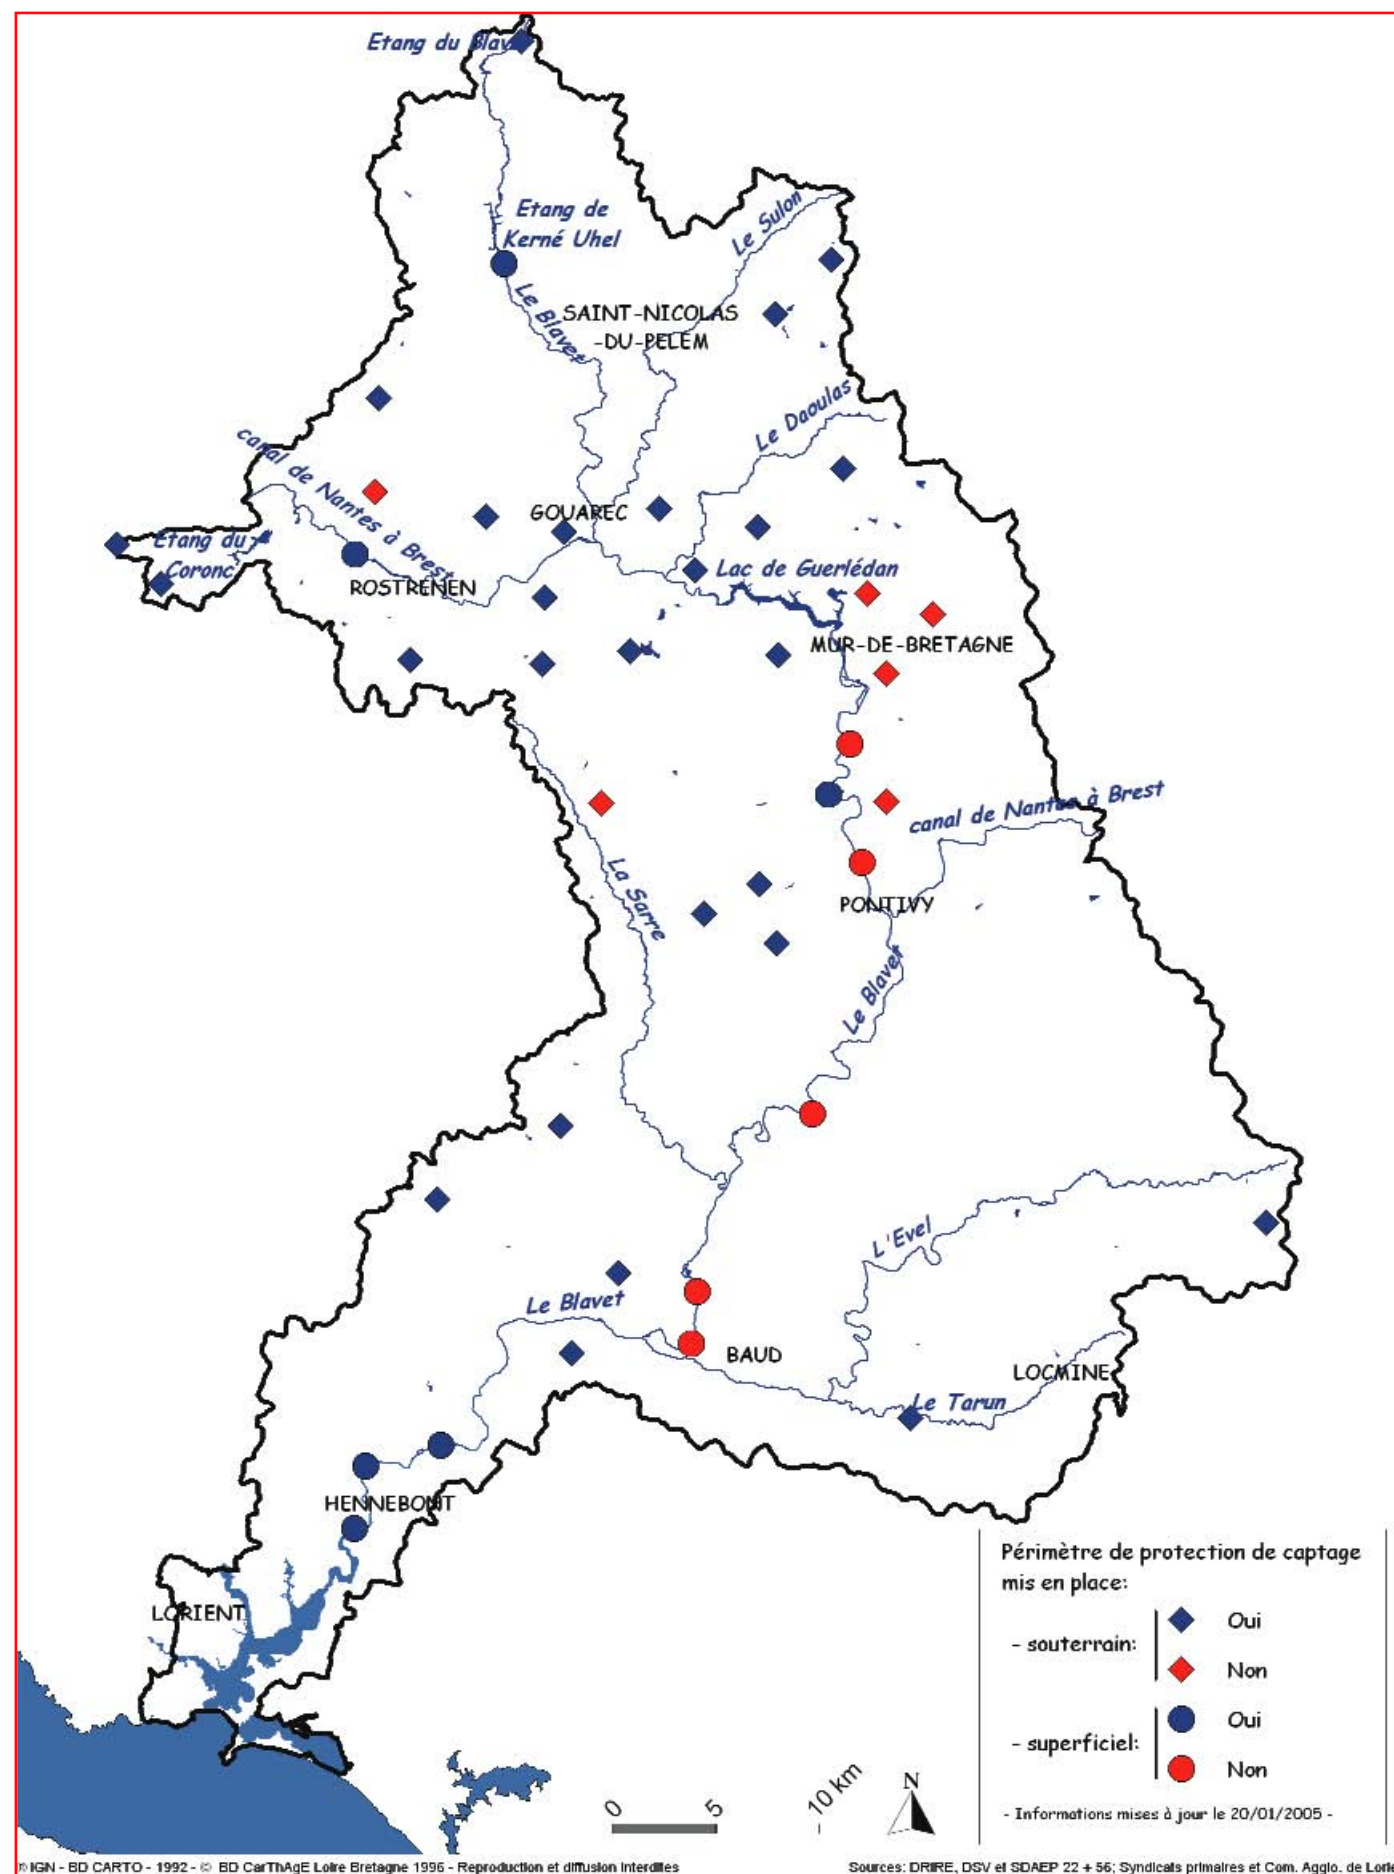 Etang du Blav
Etang de
Kerné Uhel
Le Sulon
Le Blavet
SAINT-NICOLAS
-DU-PELEM
Le Daoulas
canal de Nantes à Brest
GOUAREC
Etang du
Coronc
ROSTRENEN
Lac de Guerlédan
MUR-DE-BRETAGNE
canal de Nantes à Brest
La Sarre
PONTIVY
Le Blavet
L'Evel
Le Blavet
BAUD
LOCMINE
Le Tarun
HENNEBONT
LORIENT
Périmètre de protection de captage
mis en place:
- souterrain:
Oui
Non
- superficiel:
Oui
Non
- Informations mises à jour le 20/01/2005 -
0 5 10 km
N
© IGN - BD CARTO - 1992 - © BD CarThAgE Loire Bretagne 1996 - Reproduction et diffusion interdites
Sources: DRIRE, DSV et SDAEP 22 + 56; Syndicats primaires et Com. Agglo. de